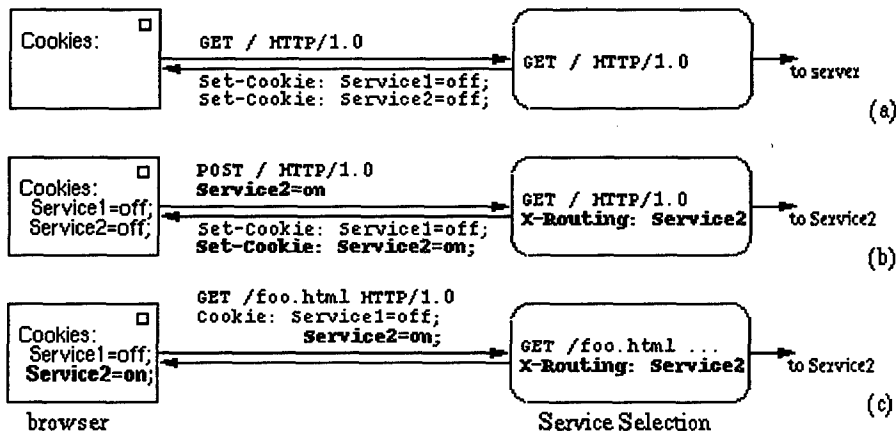 Cookies:
GET / HTTP/1.0
Set-Cookie: Service1=off;
Set-Cookie: Service2=off;
GET / HTTP/1.0
to server
(a)
Cookies:
Service1=off;
Service2=off;
POST / HTTP/1.0
Service2=on
Set-Cookie: Service1=off;
Set-Cookie: Service2=on;
GET / HTTP/1.0
X-Routing: Service2
to Service2
(b)
Cookies:
Service1=off;
Service2=on;
GET /foo.html HTTP/1.0
Cookie: Service1=off;
Service2=on;
GET /foo.html ...
X-Routing: Service2
to Service2
(c)
browser
Service Selection